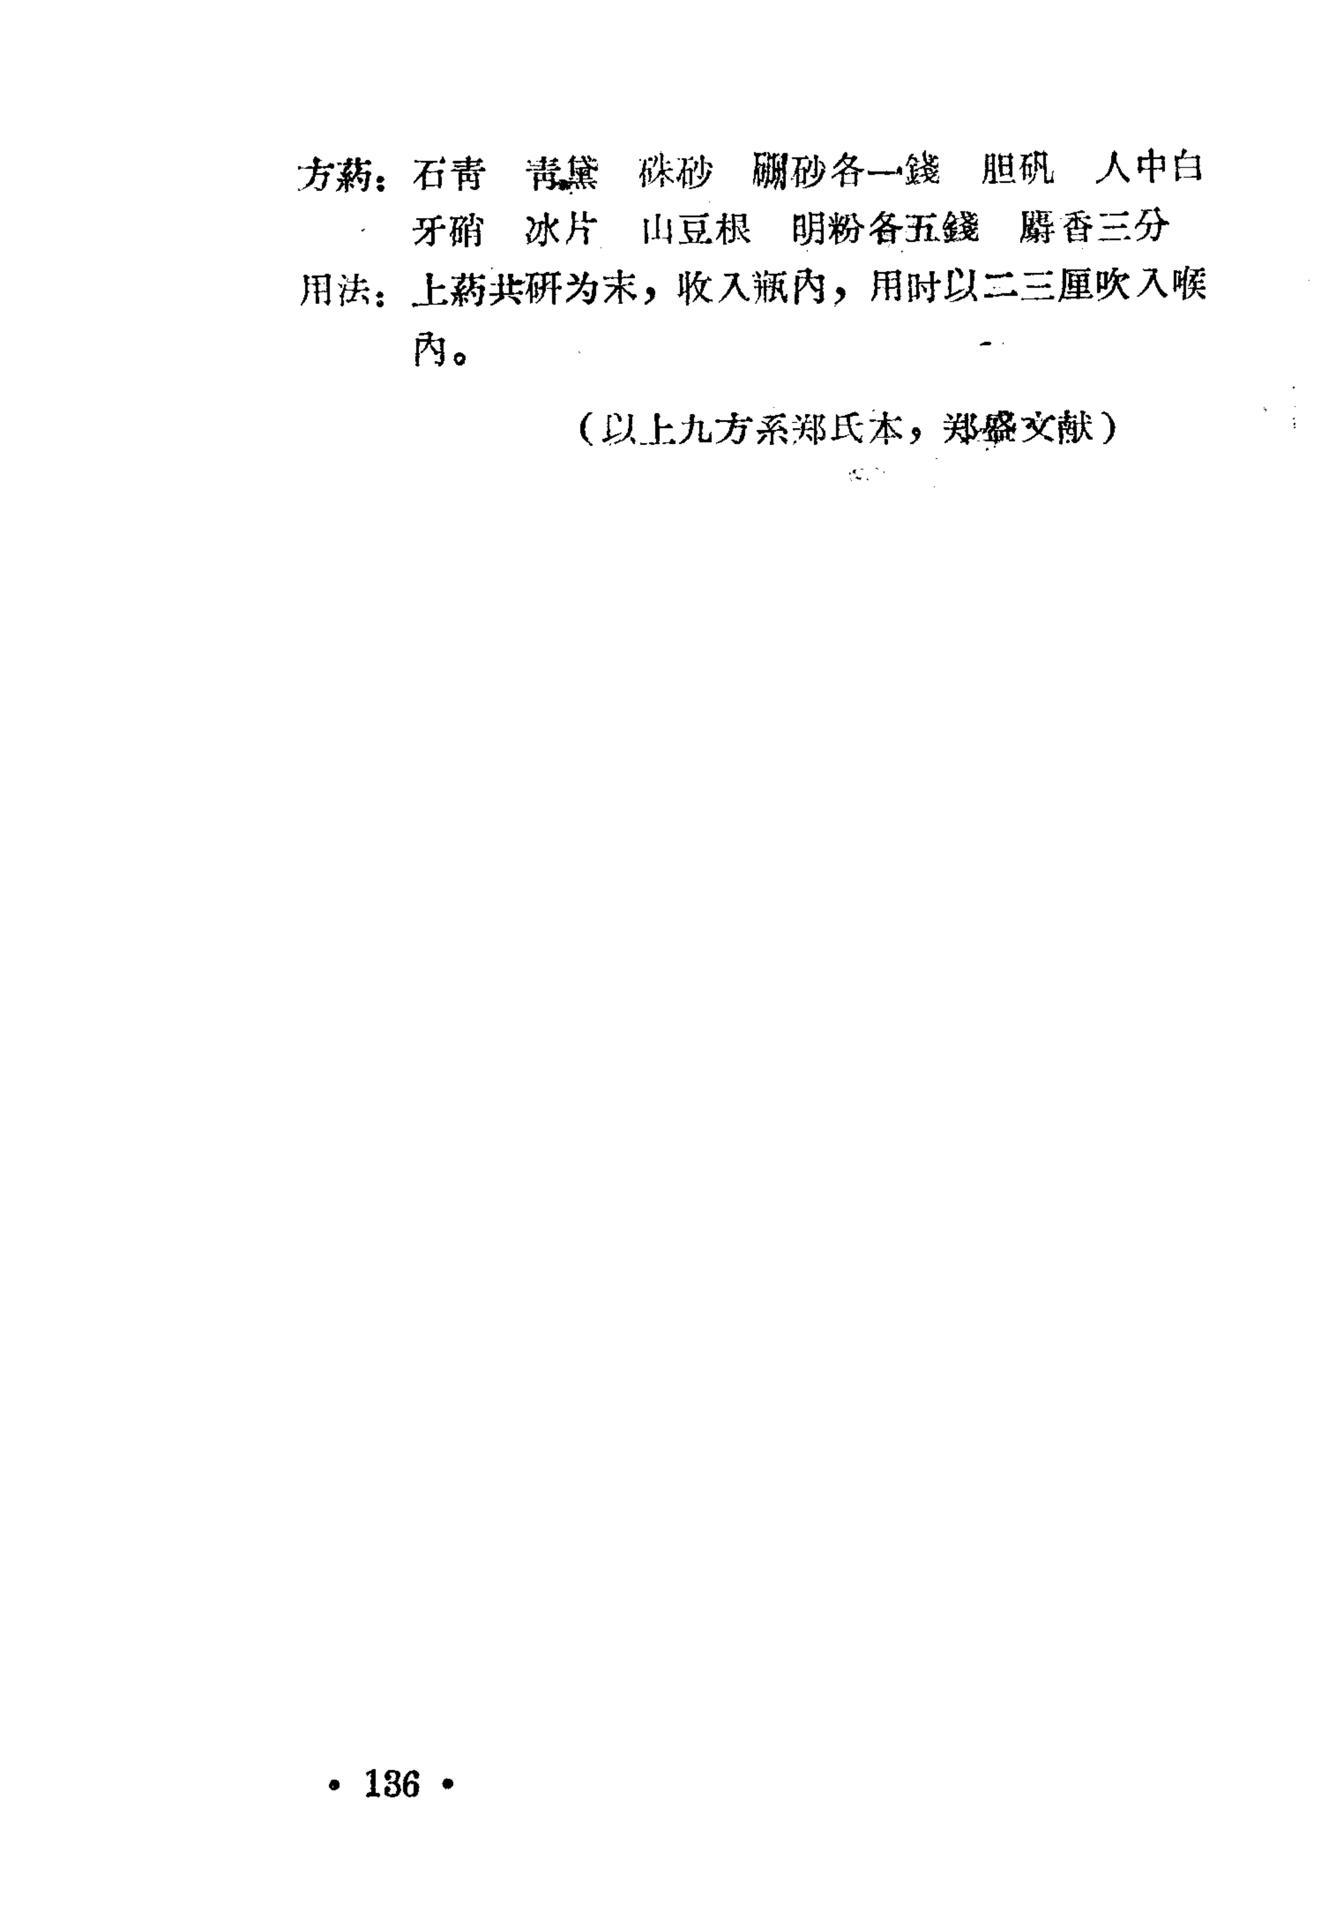 方葯：石靑　靑黛　硃砂　硼砂各一錢　胆矾　人中白
牙硝　冰片　山豆根　明粉各五錢　麝香三分
用法：上葯共研为末，收入瓶內，用时以二三厘吹入喉
內。
（以上九方系郑氏本，郑盛文献）
• 136 •